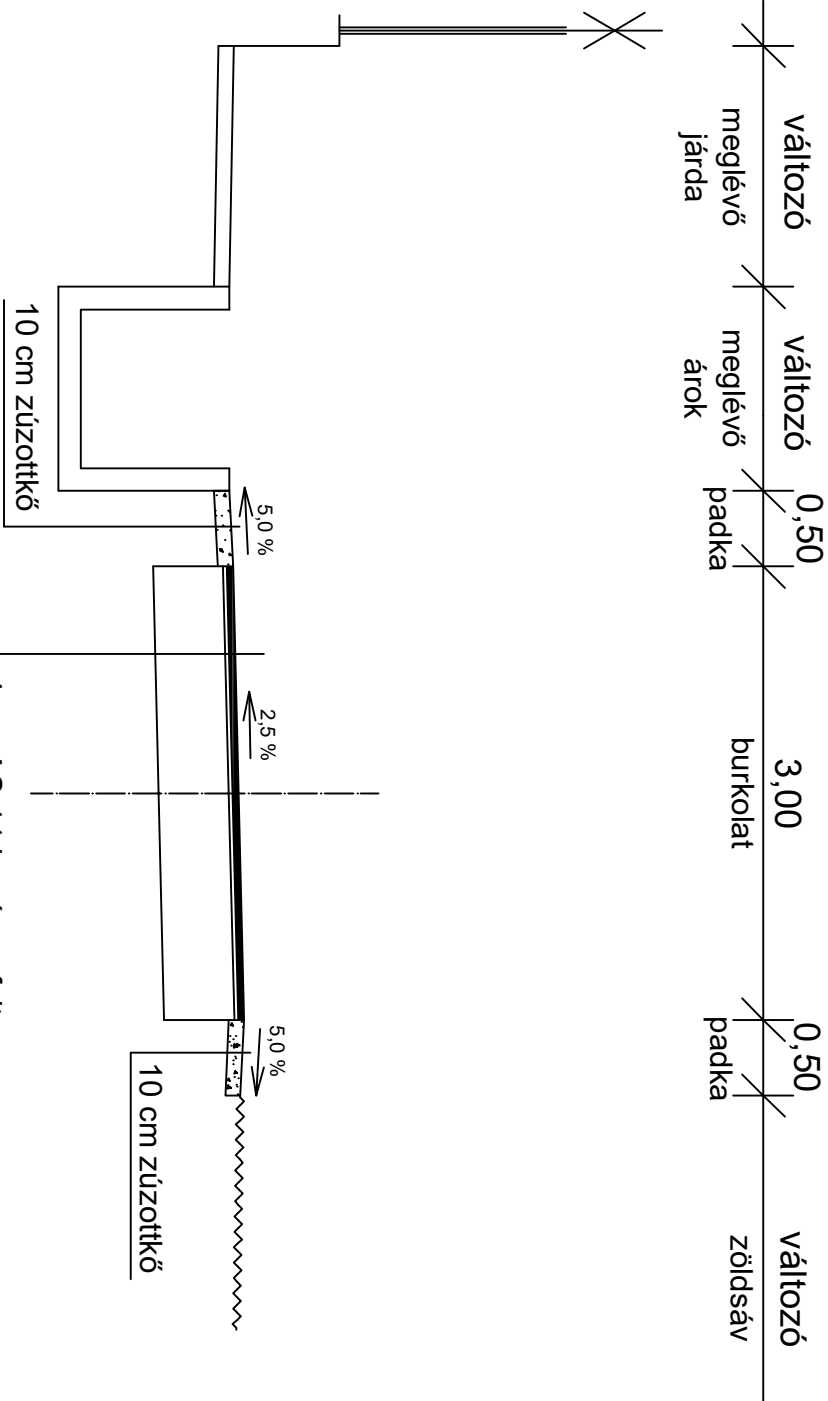 változó
meglévő
járda
változó
meglévő
árok
0,50
padka
3,00
burkolat
0,50
padka
változó
zöldsáv
5,0 %
2,5 %
5,0 %
10 cm zúzottkő
10 cm zúzottkő